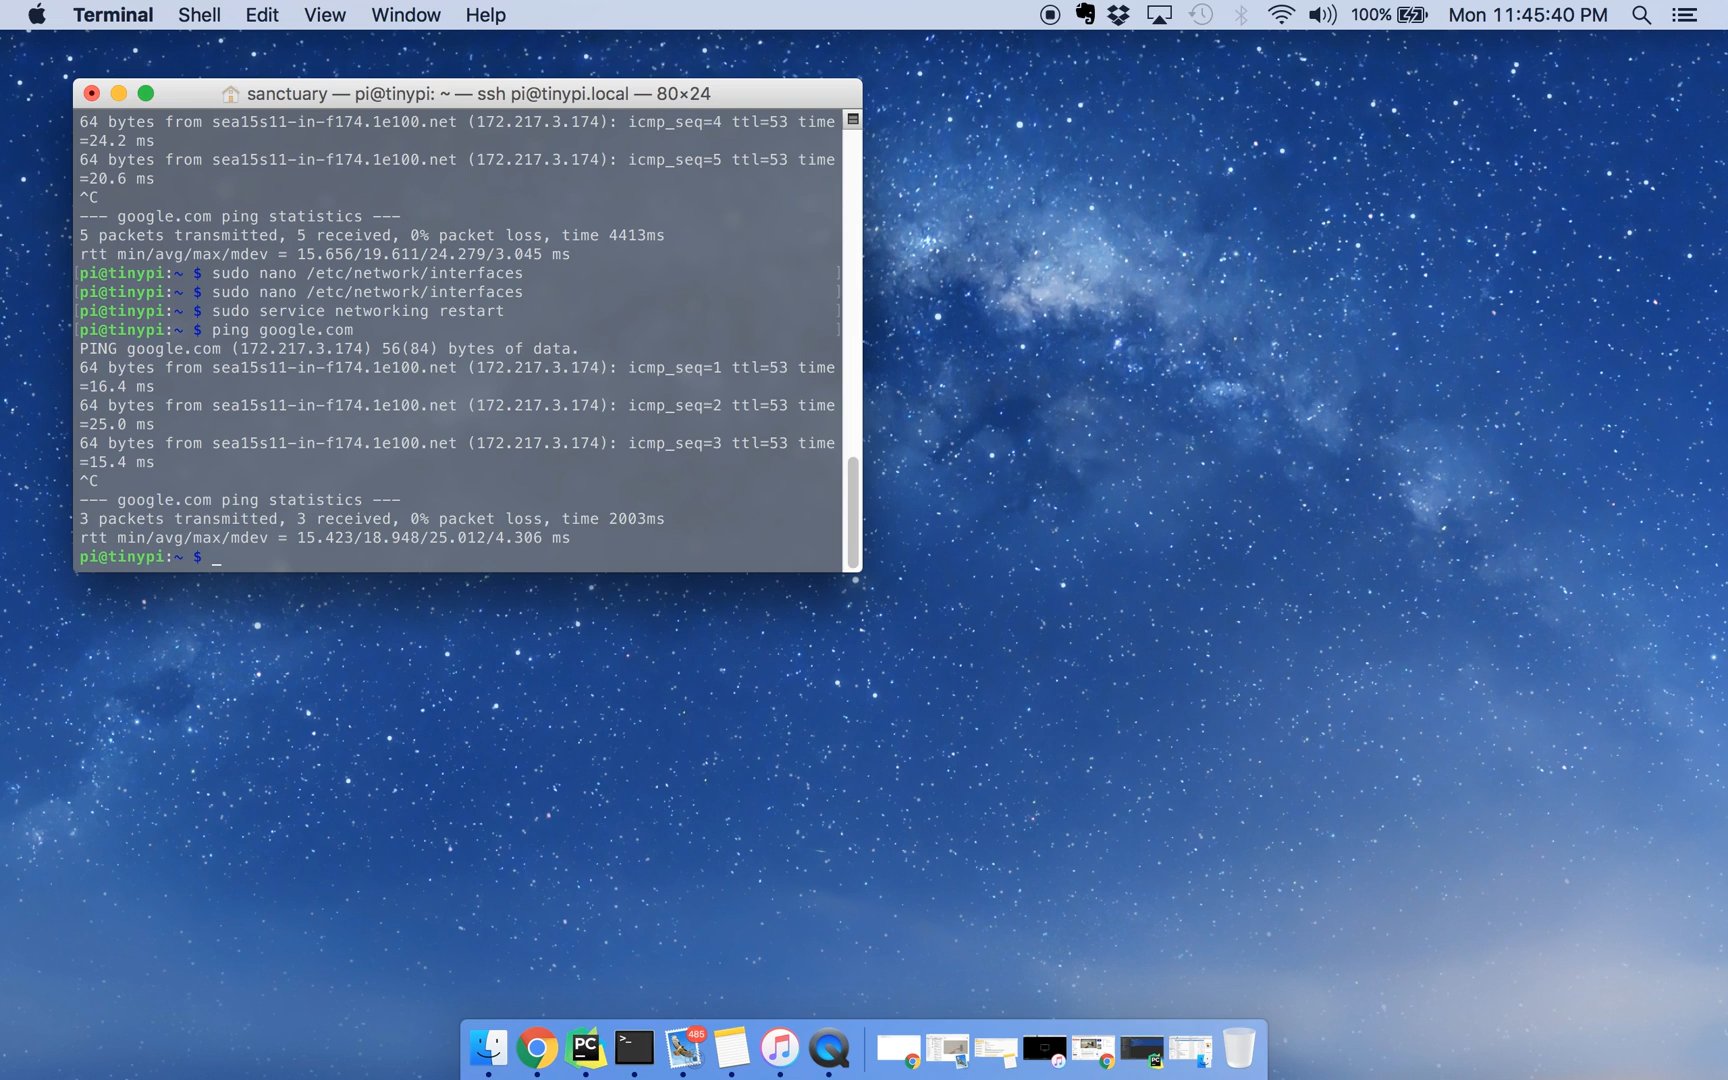 Terminal Shell Edit View Window Help 100% Mon 11:45:40 PM
sanctuary — pi@tinypi: ~ — ssh pi@tinypi.local — 80×24
64 bytes from sea15s11-in-f174.1e100.net (172.217.3.174): icmp_seq=4 ttl=53 time
=24.2 ms
64 bytes from sea15s11-in-f174.1e100.net (172.217.3.174): icmp_seq=5 ttl=53 time
=20.6 ms
^C
--- google.com ping statistics ---
5 packets transmitted, 5 received, 0% packet loss, time 4413ms
rtt min/avg/max/mdev = 15.656/19.611/24.279/3.045 ms
[pi@tinypi:~ $ sudo nano /etc/network/interfaces ]
[pi@tinypi:~ $ sudo nano /etc/network/interfaces ]
[pi@tinypi:~ $ sudo service networking restart ]
[pi@tinypi:~ $ ping google.com ]
PING google.com (172.217.3.174) 56(84) bytes of data.
64 bytes from sea15s11-in-f174.1e100.net (172.217.3.174): icmp_seq=1 ttl=53 time
=16.4 ms
64 bytes from sea15s11-in-f174.1e100.net (172.217.3.174): icmp_seq=2 ttl=53 time
=25.0 ms
64 bytes from sea15s11-in-f174.1e100.net (172.217.3.174): icmp_seq=3 ttl=53 time
=15.4 ms
^C
--- google.com ping statistics ---
3 packets transmitted, 3 received, 0% packet loss, time 2003ms
rtt min/avg/max/mdev = 15.423/18.948/25.012/4.306 ms
pi@tinypi:~ $ _
PC >_ 485